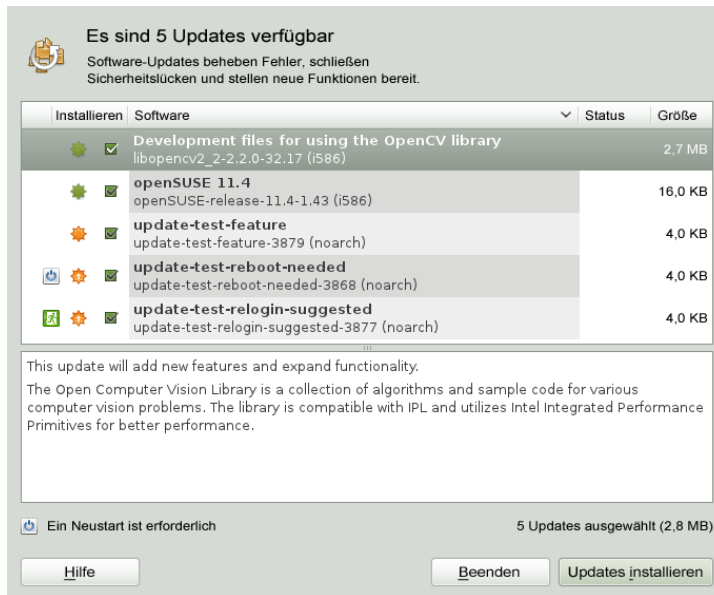 Es sind 5 Updates verfügbar
Software-Updates beheben Fehler, schließen
Sicherheitslücken und stellen neue Funktionen bereit.
Installieren Software Status Größe
Development files for using the OpenCV library
libopencv2_2-2.2.0-32.17 (i586)
2,7 MB
openSUSE 11.4
openSUSE-release-11.4-1.43 (i586)
16,0 KB
update-test-feature
update-test-feature-3879 (noarch)
4,0 KB
update-test-reboot-needed
update-test-reboot-needed-3868 (noarch)
4,0 KB
update-test-relogin-suggested
update-test-relogin-suggested-3877 (noarch)
4,0 KB
This update will add new features and expand functionality.
The Open Computer Vision Library is a collection of algorithms and sample code for various
computer vision problems. The library is compatible with IPL and utilizes Intel Integrated Performance
Primitives for better performance.
Ein Neustart ist erforderlich
5 Updates ausgewählt (2,8 MB)
Hilfe
Beenden
Updates installieren